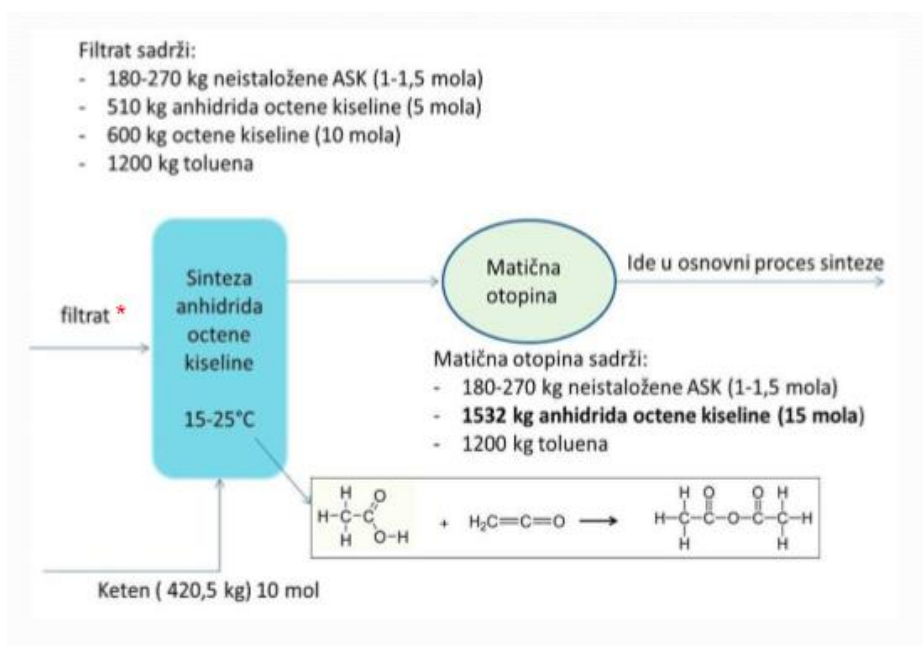 Filtrat sadrži:
- 180-270 kg neistaložene ASK (1-1,5 mola)
- 510 kg anhidrida octene kiseline (5 mola)
- 600 kg octene kiseline (10 mola)
- 1200 kg toluena
Sinteza
anhidrida
octene
kiseline
15-25°C
filtrat *
Matična
otopina
Ide u osnovni proces sinteze
Matična otopina sadrži:
- 180-270 kg neistaložene ASK (1-1,5 mola)
- 1532 kg anhidrida octene kiseline (15 mola)
- 1200 kg toluena
H O
H-C-C
H O-H
+ H₂C=C=O ⟶
H O O H
H-C-C-O-C-C-H
H H
Keten ( 420,5 kg) 10 mol